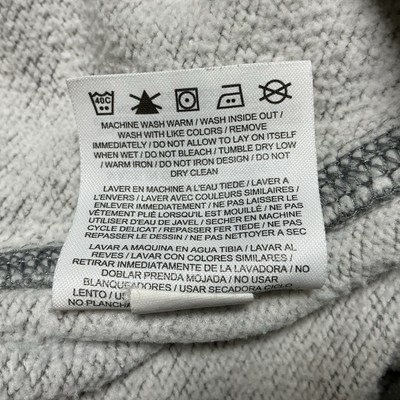 40C
MACHINE WASH WARM / WASH INSIDE OUT /
WASH WITH LIKE COLORS / REMOVE
IMMEDIATELY / DO NOT ALLOW TO LAY ON ITSELF
WHEN WET / DO NOT BLEACH / TUMBLE DRY LOW
/ WARM IRON / DO NOT IRON DESIGN / DO NOT
DRY CLEAN
LAVER EN MACHINE A L'EAU TIEDE / LAVER A
L'ENVERS / LAVER AVEC COULEURS SIMILAIRES /
ENLEVER IMMEDIATEMENT / NE PAS LAISSER LE
VÊTEMENT PLIÉ LORSQU'IL EST MOUILLÉ / NE PAS
UTILISER D'EAU DE JAVEL / SECHER EN MACHINE
CYCLE DELICAT / REPASSER FER TIEDE / NE PAS
REPASSER LE DESSIN / NE PAS NETTOYER A SEC
LAVAR A MAQUINA EN AGUA TIBIA / LAVAR AL
REVES / LAVAR CON COLORES SIMILARES /
RETIRAR INMEDIATAMENTE DE LA LAVADORA / NO
DOBLAR PRENDA MOJADA / NO USAR
BLANQUEADORES / USAR SECADORA CICLO
LENTO /
NO PLANCHA